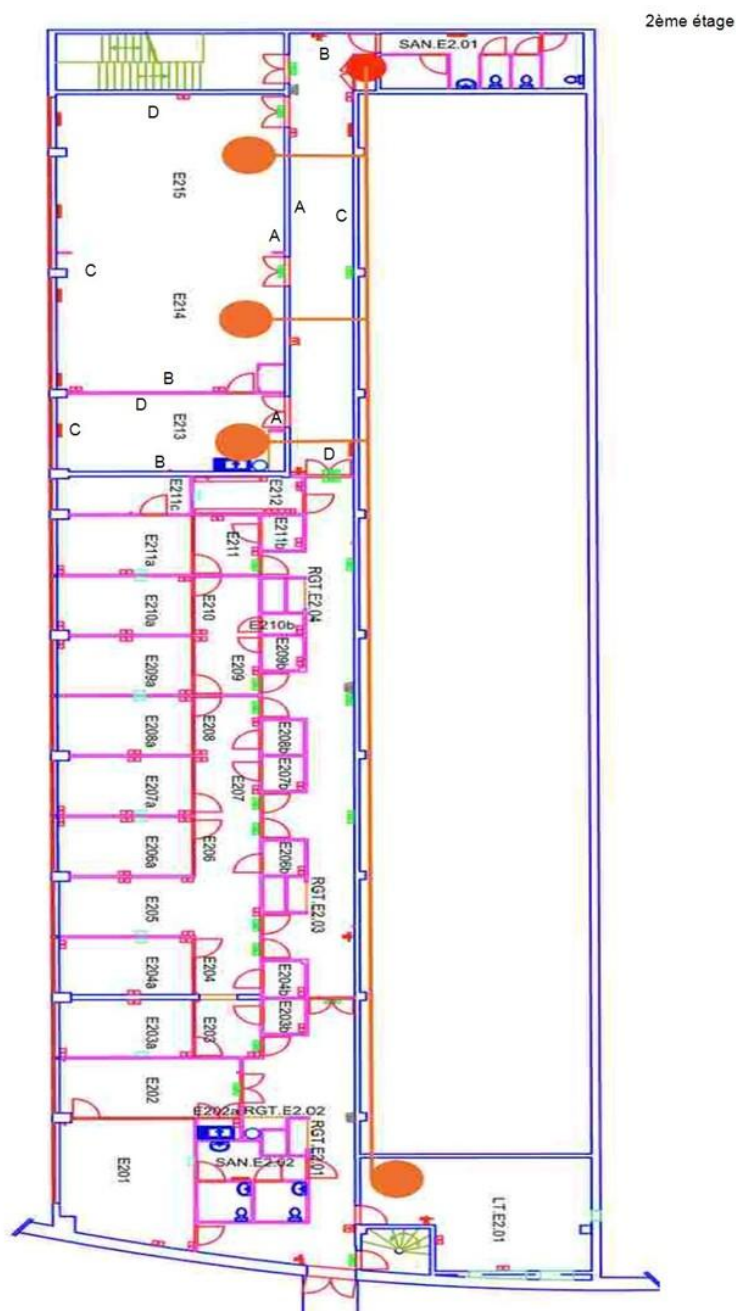 2ème étage
SAN.E2.01
B
D
E215
A
C
A
C
E214
B
D
E213
A
C
B
D
E211c
E212
E211b
E211
E211a
RGT.E2.04
E210
E210a
E210b
E209b
E209
E209a
E208b
E208
E208a
E207b
E207
E207a
E206
E206a
E206b
RGT.E2.03
E205
E204b
E204
E204a
E203b
E203
E203a
E202
E202a RGT.E2.02
RGT.E2.01
SAN.E2.02
E201
LT.E2.01